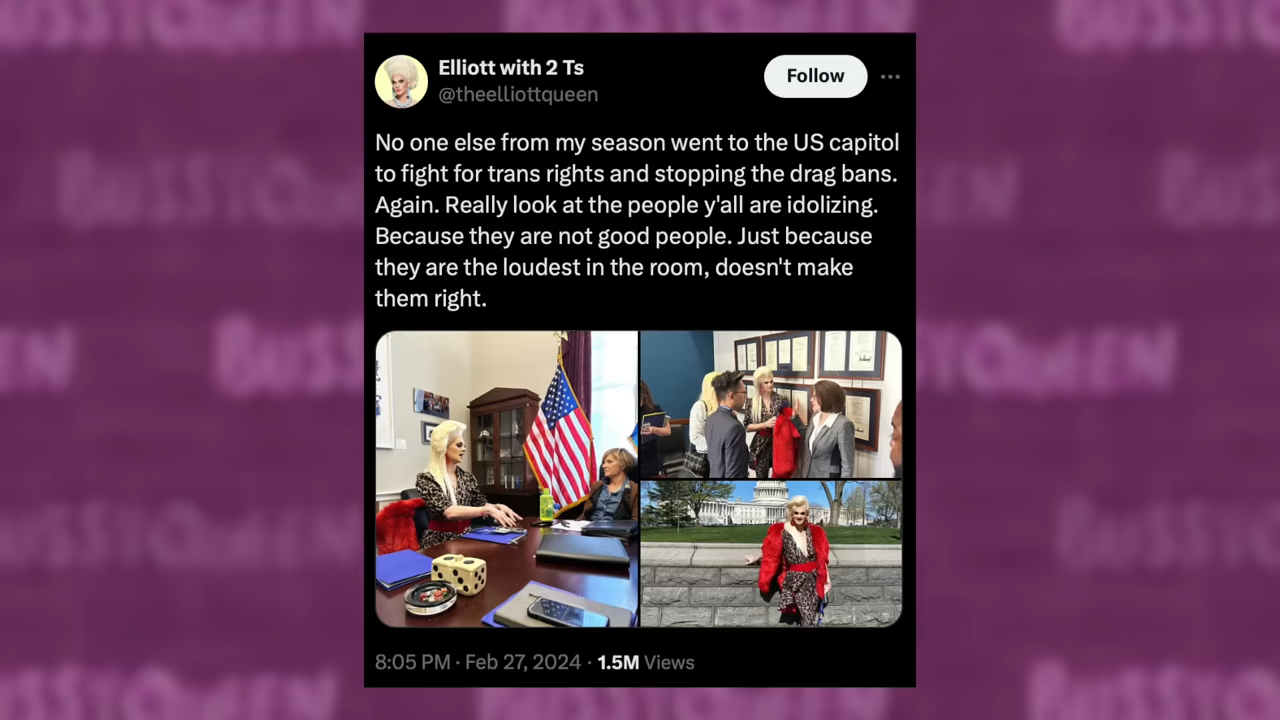 Elliott with 2 Ts
@theelliottqueen
Follow
No one else from my season went to the US capitol
to fight for trans rights and stopping the drag bans.
Again. Really look at the people y'all are idolizing.
Because they are not good people. Just because
they are the loudest in the room, doesn't make
them right.
8:05 PM · Feb 27, 2024 · 1.5M Views